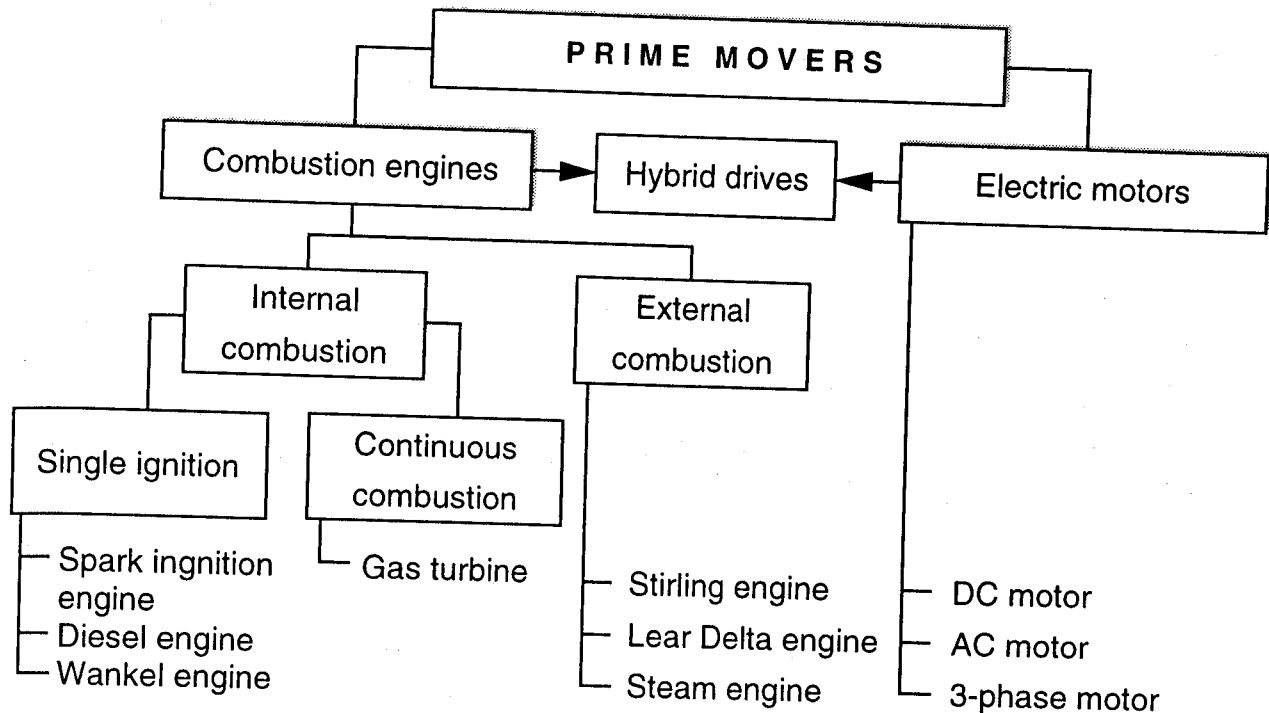 PRIME MOVERS
Combustion engines
Hybrid drives
Electric motors
Internal
combustion
External
combustion
Single ignition
Continuous
combustion
Spark ingnition
engine
Diesel engine
Wankel engine
Gas turbine
Stirling engine
Lear Delta engine
Steam engine
DC motor
AC motor
3-phase motor